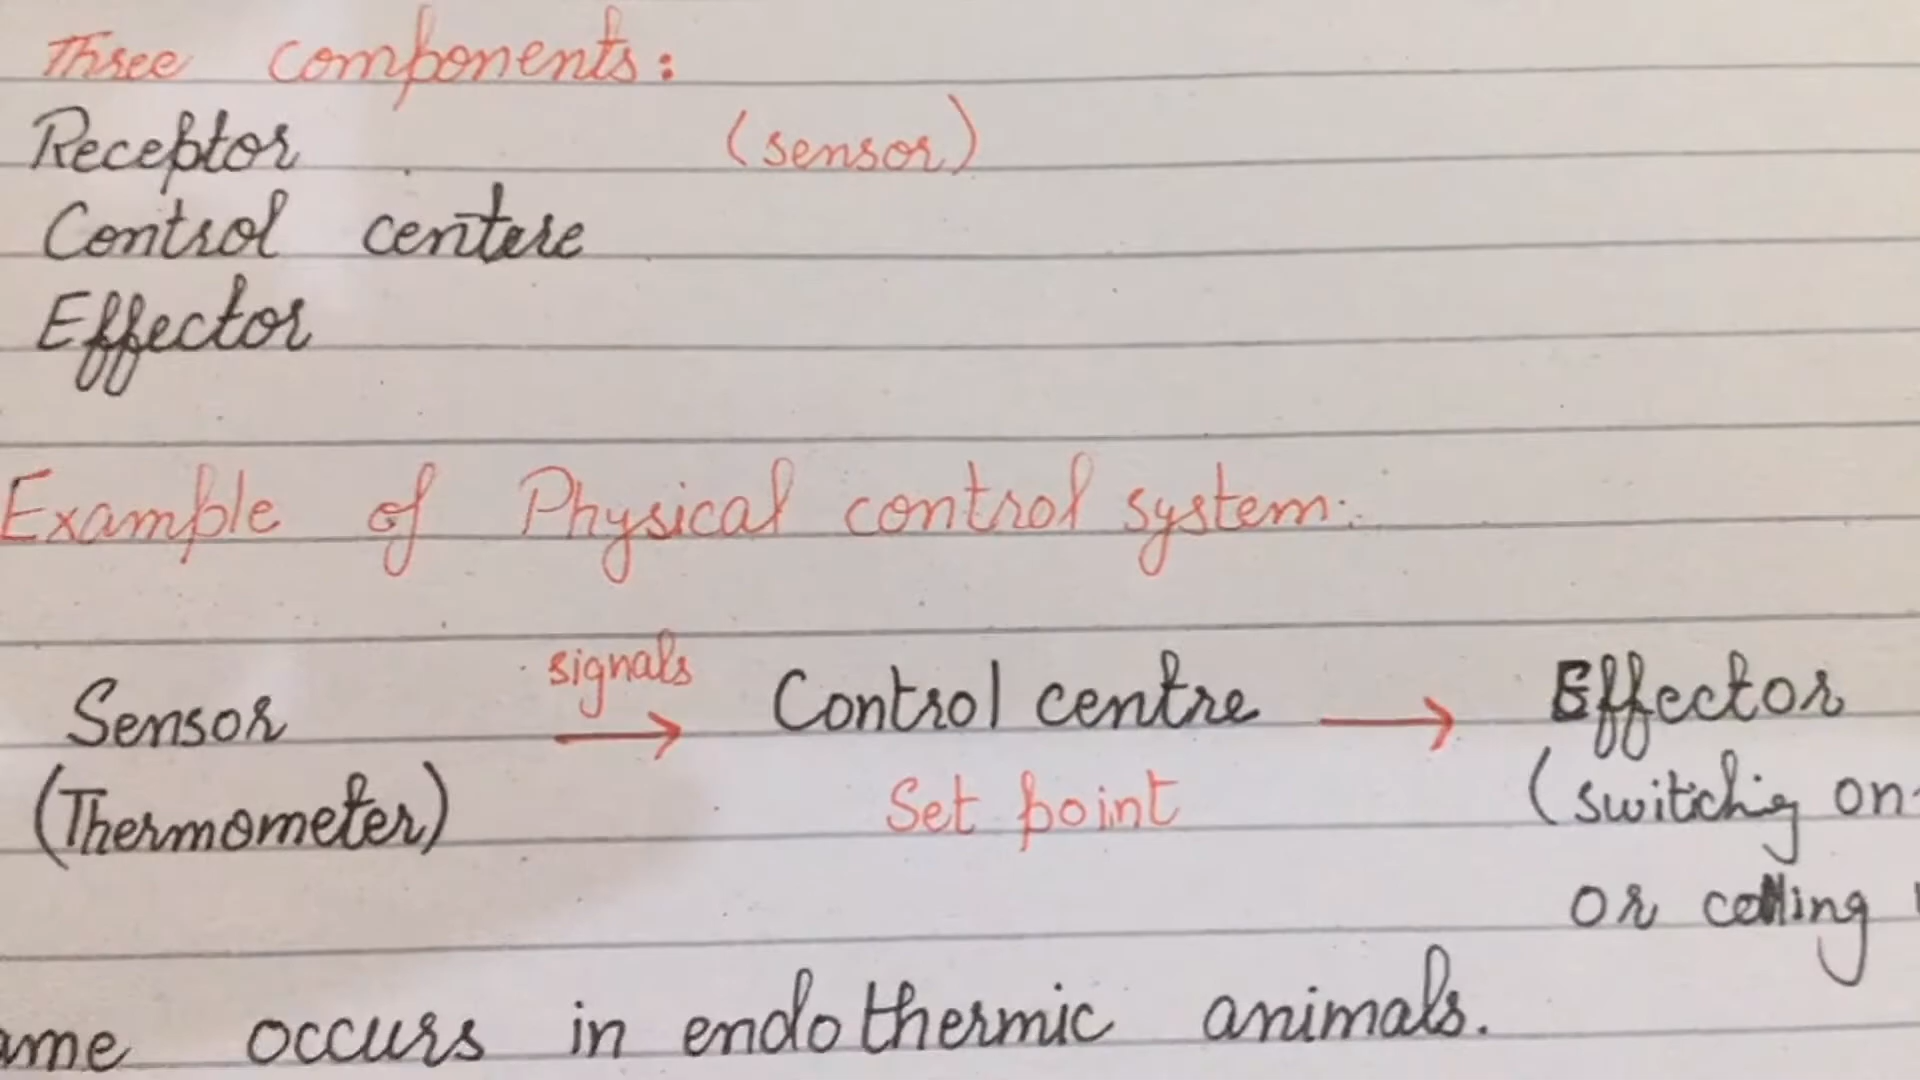 Three components:
Receptor (sensor)
Control centere
Effector
Example of Physical control system:
signals
Sensor → Control centre → Effector
(Thermometer) Set point (switichig on
or colling
occurs in endothermic animals.